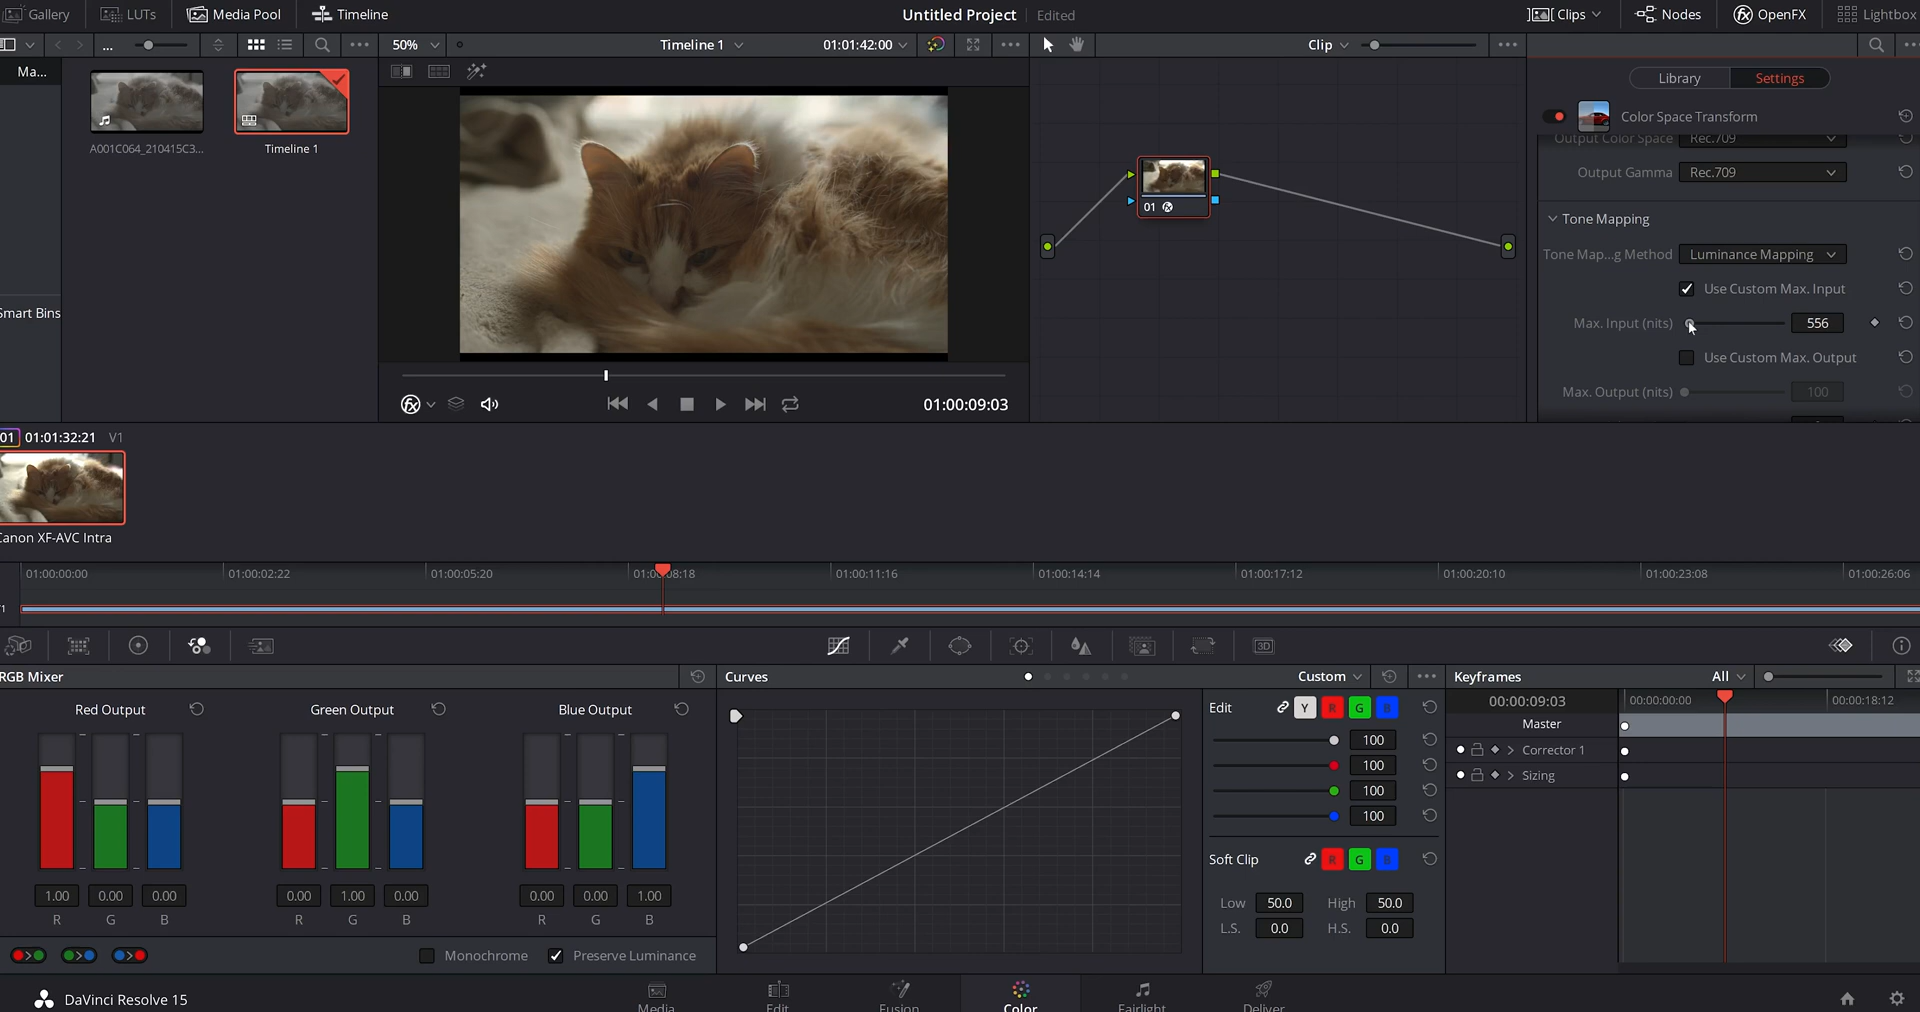 Gallery
LUTs
Media Pool
Timeline
Untitled Project
Edited
Clips
Nodes
OpenFX
Lightbox
...
50%
Timeline 1
01:01:42:00
Clip
Ma...
A001C064_210415C3...
Timeline 1
Smart Bins
01:00:09:03
01
Library
Settings
Color Space Transform
Output Color Space
Rec.709
Output Gamma
Rec.709
Tone Mapping
Tone Map...g Method
Luminance Mapping
Use Custom Max. Input
Max. Input (nits)
556
Use Custom Max. Output
Max. Output (nits)
100
01 01:01:32:21 V1
Canon XF-AVC Intra
01:00:00:00
01:00:02:22
01:00:05:20
01:00:08:18
01:00:11:16
01:00:14:14
01:00:17:12
01:00:20:10
01:00:23:08
01:00:26:06
3D
RGB Mixer
Red Output
Green Output
Blue Output
1.00 0.00 0.00
0.00 1.00 0.00
0.00 0.00 1.00
R G B
R G B
R G B
Monochrome
Preserve Luminance
Curves
Custom
Edit
Y R G B
100
100
100
100
Soft Clip
R G B
Low 50.0 High 50.0
L.S. 0.0 H.S. 0.0
Keyframes
All
00:00:09:03
00:00:00:00
00:00:18:12
Master
Corrector 1
Sizing
DaVinci Resolve 15
Media
Edit
Fusion
Color
Fairlight
Deliver